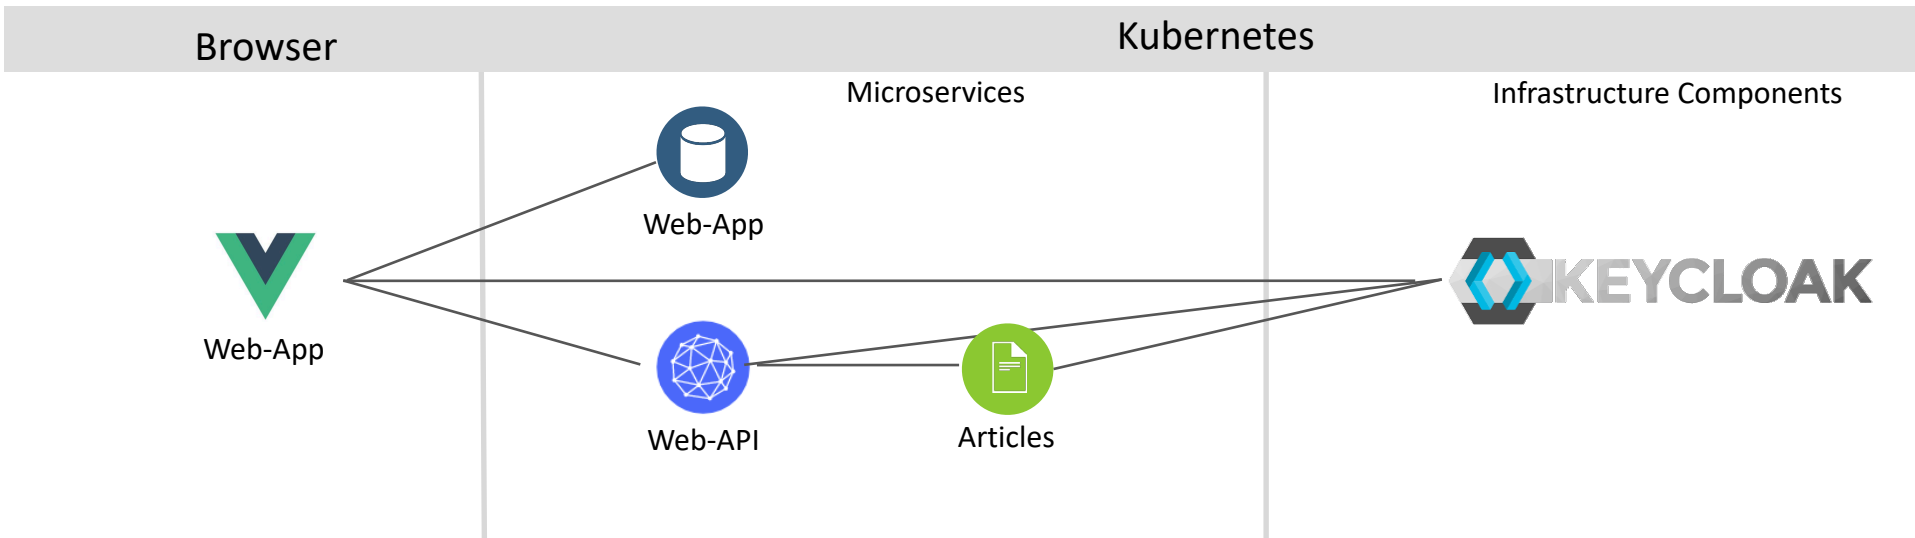 Browser
Kubernetes
Microservices
Infrastructure Components
Web-App
Web-App
KEYCLOAK
Web-API
Articles